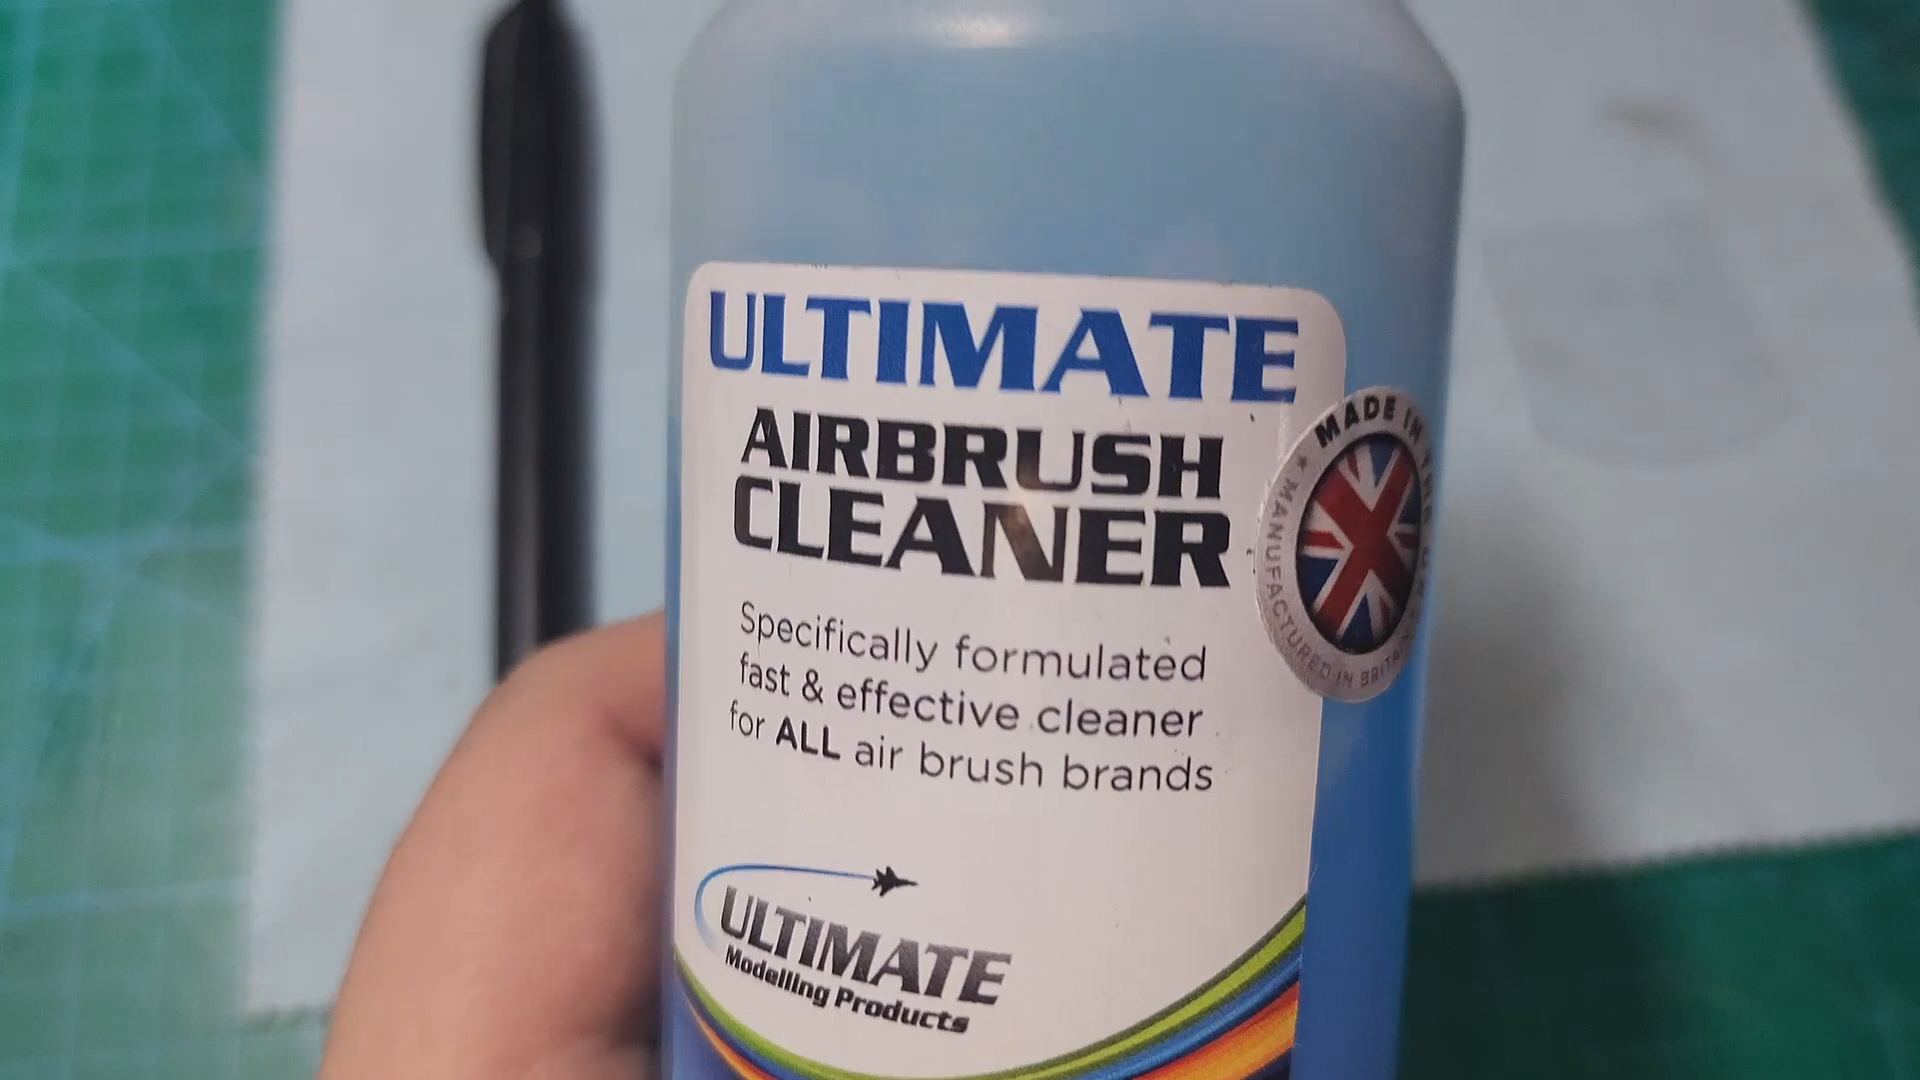 ULTIMATE
AIRBRUSH
CLEANER
Specifically formulated
fast & effective cleaner
for ALL air brush brands
MADE IN THE
MANUFACTURED IN BRITAIN
ULTIMATE
Modelling Products